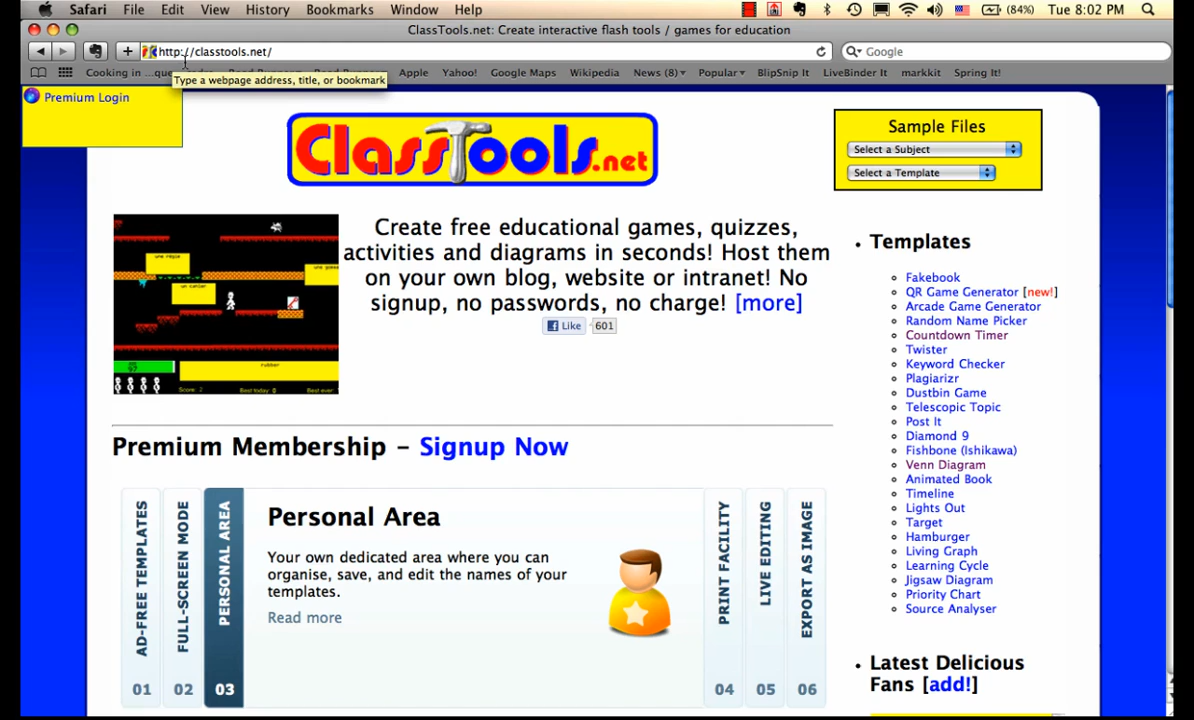 Safari File Edit View History Bookmarks Window Help (84%) Tue 8:02 PM
ClassTools.net: Create interactive flash tools / games for education
http://classtools.net/ Google
Cooking in ...que Apple Yahoo! Google Maps Wikipedia News (8) Popular BlipSnip It LiveBinder It markkit Spring It!
Type a webpage address, title, or bookmark
Premium Login
ClassTools.net
Sample Files
Select a Subject
Select a Template
Create free educational games, quizzes,
activities and diagrams in seconds! Host them
on your own blog, website or intranet! No
signup, no passwords, no charge! [more]
Like 601
rubber
Score: 2 Best today: 0
Premium Membership – Signup Now
AD-FREE TEMPLATES
01
FULL-SCREEN MODE
02
PERSONAL AREA
03
Personal Area
Your own dedicated area where you can
organise, save, and edit the names of your
templates.
Read more
PRINT FACILITY
04
LIVE EDITING
05
EXPORT AS IMAGE
06
Templates
Fakebook
QR Game Generator [new!]
Arcade Game Generator
Random Name Picker
Countdown Timer
Twister
Keyword Checker
Plagiarizr
Dustbin Game
Telescopic Topic
Post It
Diamond 9
Fishbone (Ishikawa)
Venn Diagram
Animated Book
Timeline
Lights Out
Target
Hamburger
Living Graph
Learning Cycle
Jigsaw Diagram
Priority Chart
Source Analyser
Latest Delicious
Fans [add!]